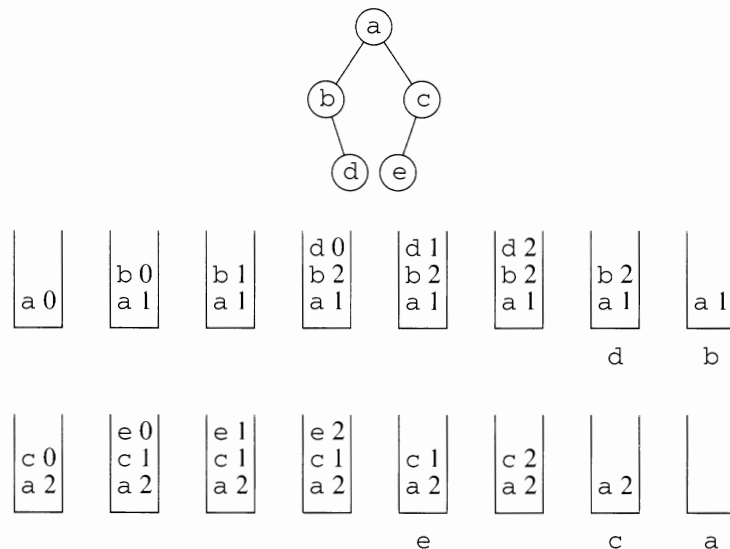 a
b c
d e
d 0 d 1 d 2
b 0 b 1 b 2 b 2 b 2 b 2
a 0 a 1 a 1 a 1 a 1 a 1 a 1 a 1
d b
e 0 e 1 e 2
c 0 c 1 c 1 c 1 c 1 c 2
a 2 a 2 a 2 a 2 a 2 a 2 a 2
e c a